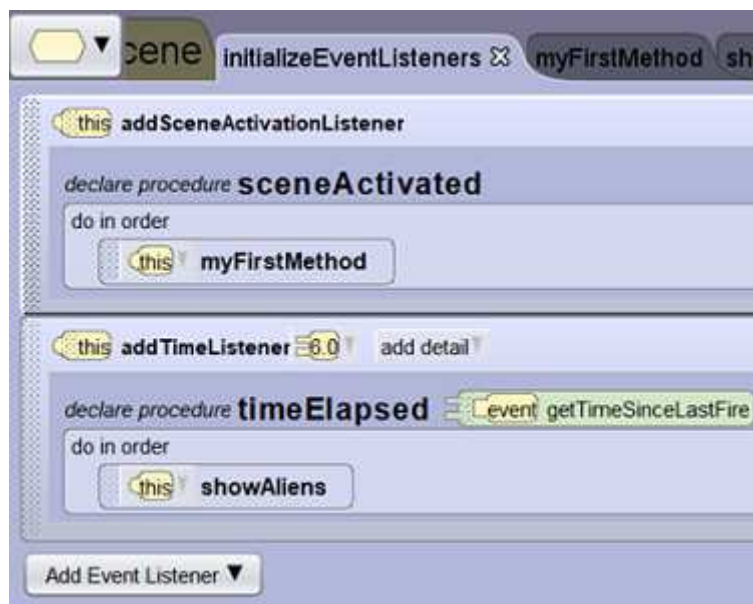 cene initializeEventListeners myFirstMethod sh
this addSceneActivationListener
declare procedure sceneActivated
do in order
this myFirstMethod
this addTimeListener 6.0 add detail
declare procedure timeElapsed event getTimeSinceLastFire
do in order
this showAliens
Add Event Listener